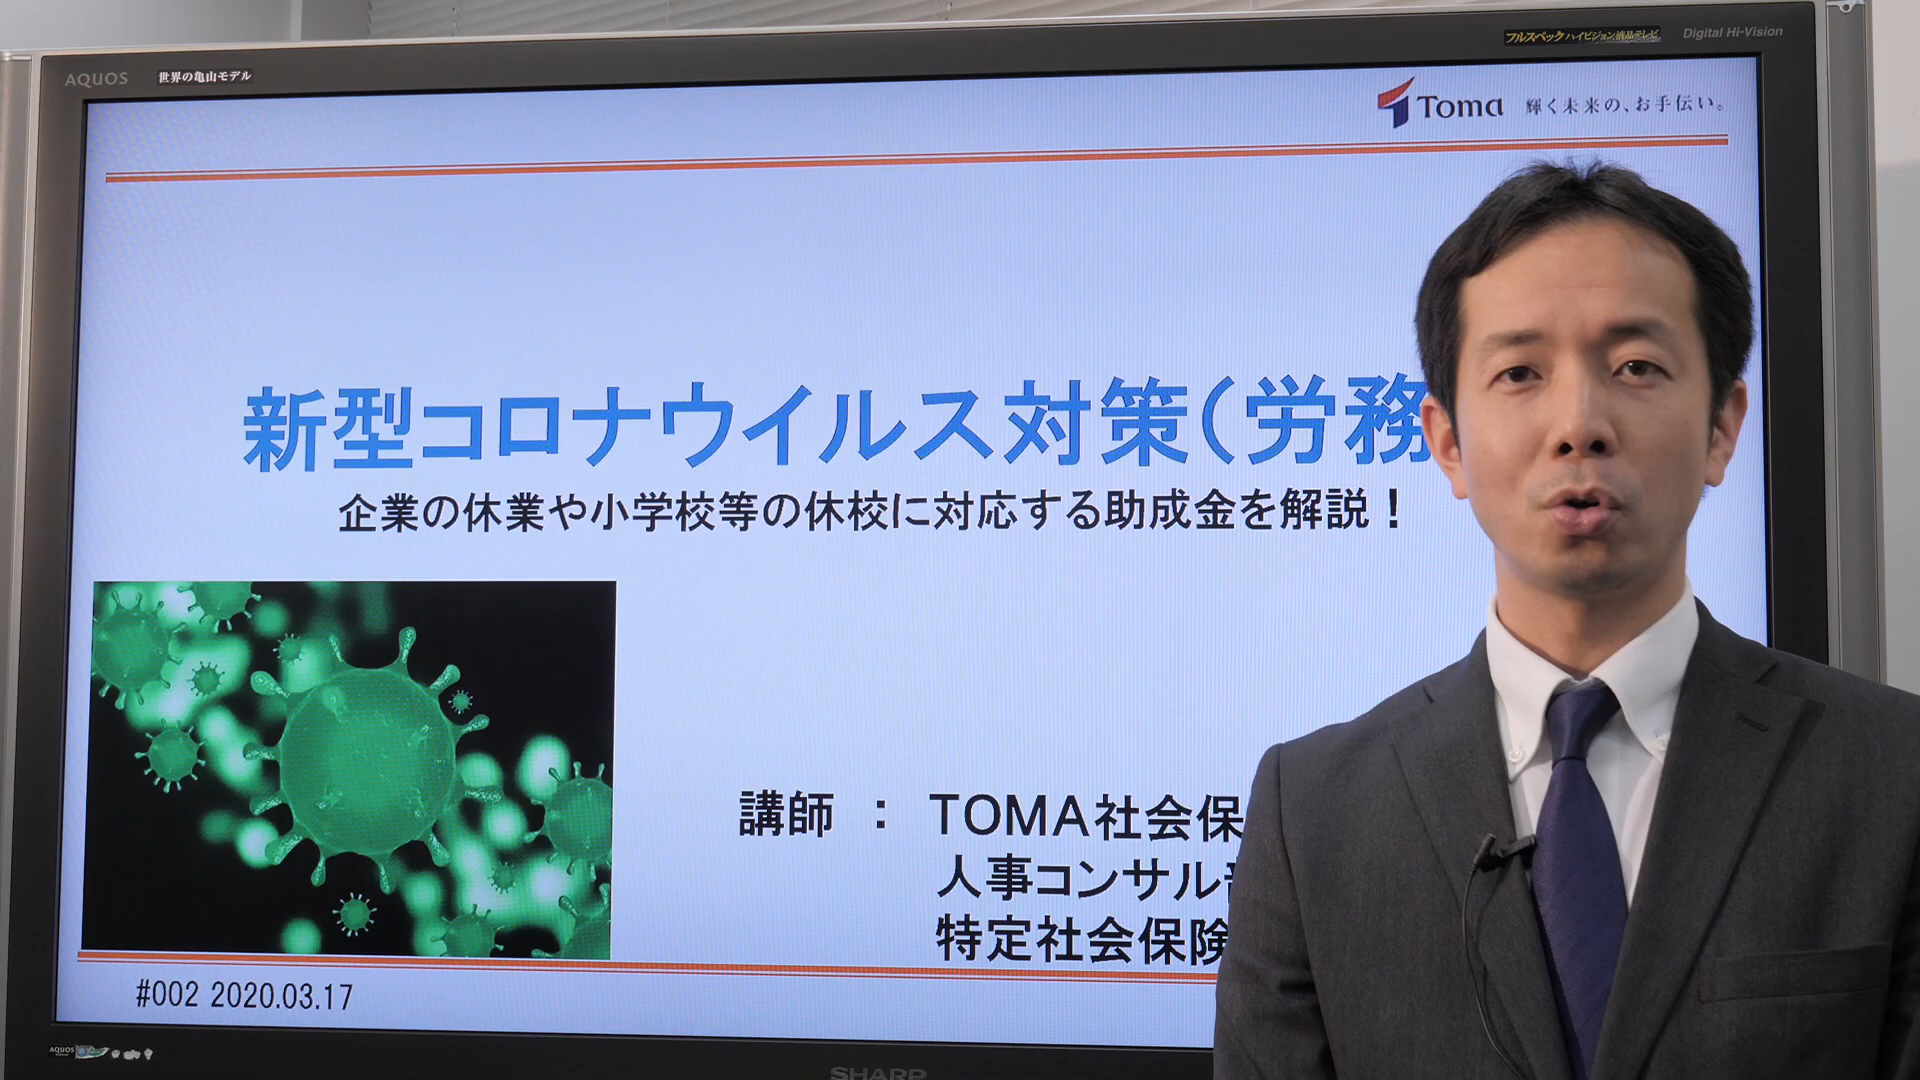 AQUOS 世界の亀山モデル
フルスペックハイビジョン液晶テレビ Digital Hi-Vision
Toma 輝く未来の、お手伝い。
新型コロナウイルス対策（労務
企業の休業や小学校等の休校に対応する助成金を解説！
講師 ： TOMA社会保
人事コンサル
特定社会保険
#002 2020.03.17
AQUOS
SHARP